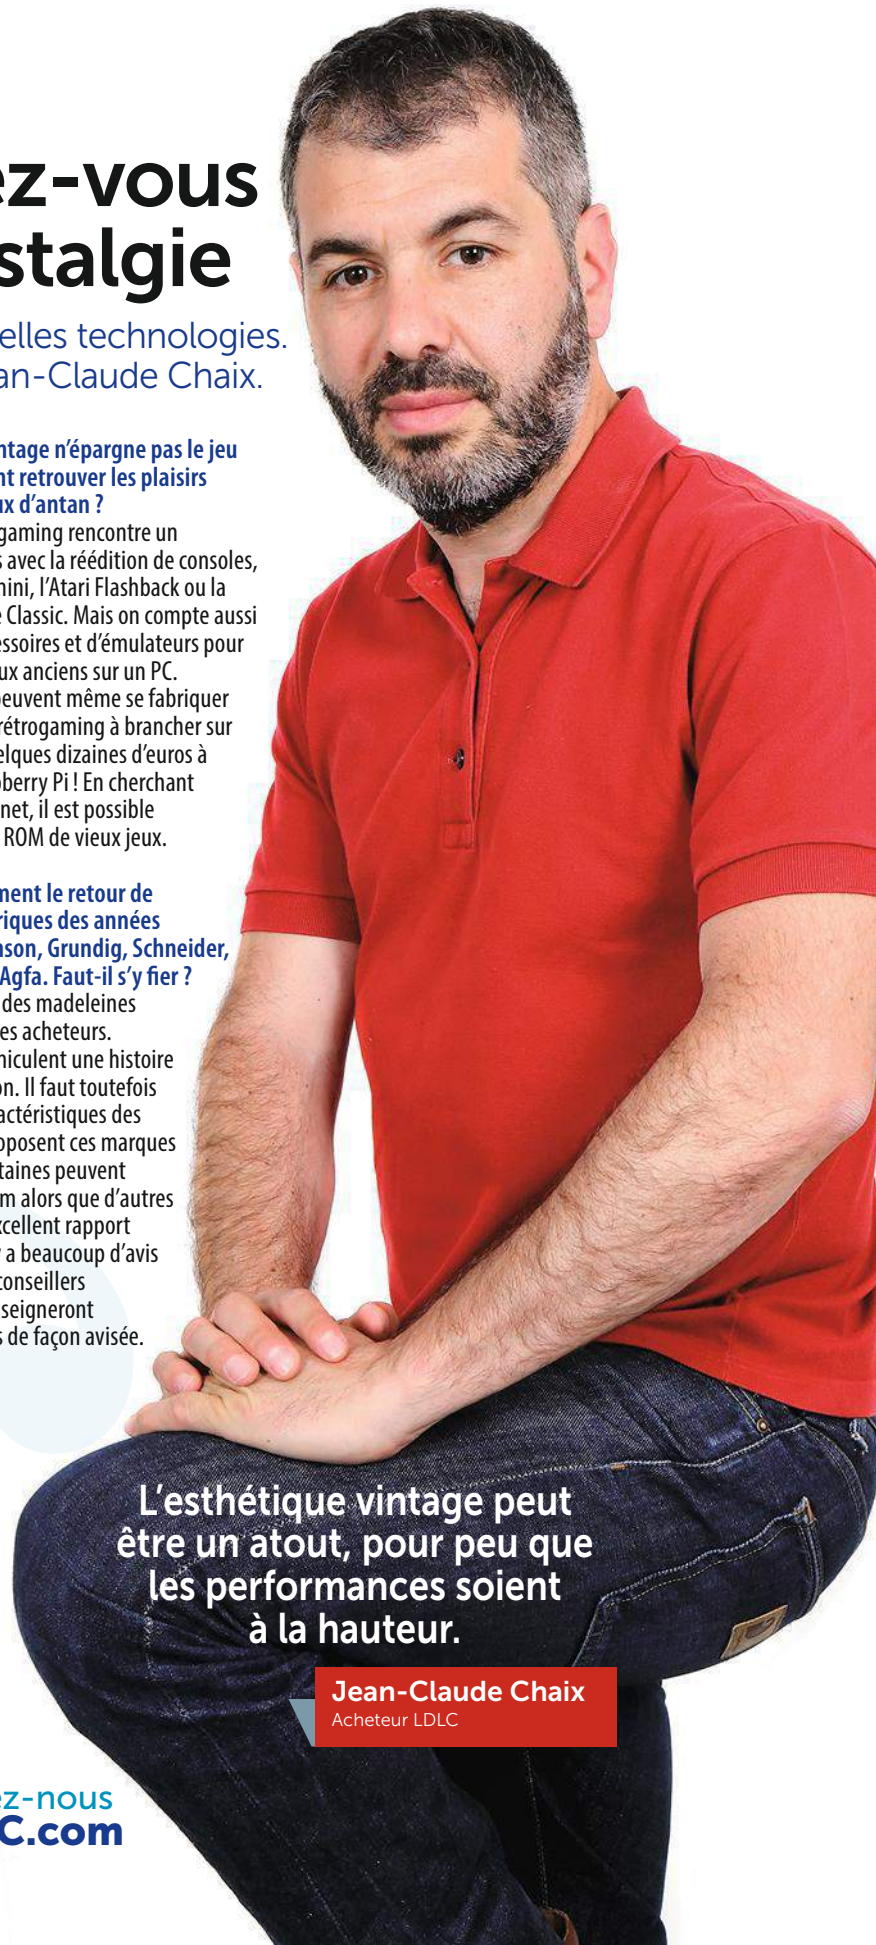 ez-vous
stalgie
elles technologies.
an-Claude Chaix.
ntage n’épargne pas le jeu
nt retrouver les plaisirs
ux d’antan ?
gaming rencontre un
s avec la réédition de consoles,
mini, l’Atari Flashback ou la
e Classic. Mais on compte aussi
essoires et d’émulateurs pour
ux anciens sur un PC.
peuvent même se fabriquer
rétrogaming à brancher sur
elques dizaines d’euros à
pberry Pi ! En cherchant
net, il est possible
ROM de vieux jeux.
ment le retour de
riques des années
nson, Grundig, Schneider,
Agfa. Faut-il s’y fier ?
des madeleines
es acheteurs.
hiculent une histoire
on. Il faut toutefois
actéristiques des
oposent ces marques
taines peuvent
m alors que d’autres
xcellent rapport
y a beaucoup d’avis
conseillers
seigneront
s de façon avisée.
L’esthétique vintage peut
être un atout, pour peu que
les performances soient
à la hauteur.
Jean-Claude Chaix
Acheteur LDLC
ez-nous
C.com